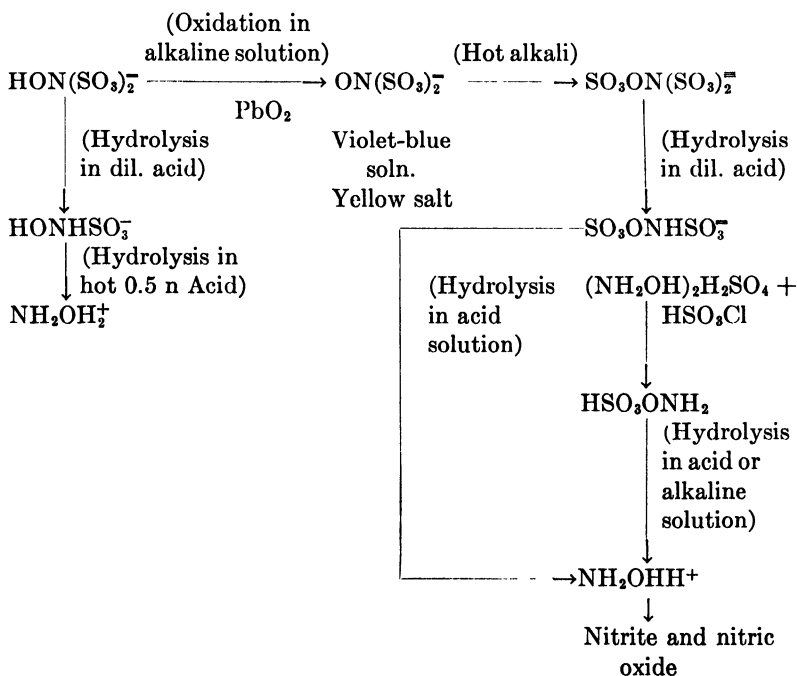 (Oxidation in
alkaline solution)
(Hot alkali)
HON(SO₃)₂⁻ → ON(SO₃)₂⁻ → SO₃ON(SO₃)₂⁼
PbO₂
(Hydrolysis
in dil. acid)
Violet-blue
soln.
Yellow salt
(Hydrolysis
in dil. acid)
HONHSO₃⁻
SO₃ONHSO₃⁼
(Hydrolysis in
hot 0.5 n Acid)
NH₂OH₂⁺
(Hydrolysis
in acid
solution)
(NH₂OH)₂H₂SO₄ +
HSO₃Cl
HSO₃ONH₂
(Hydrolysis
in acid or
alkaline
solution)
NH₂OHH⁺
Nitrite and nitric
oxide